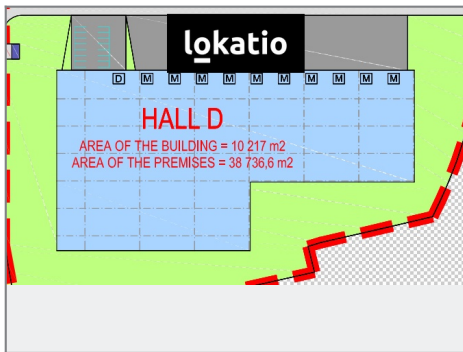 lokatio
D M M M M M M M M M M
HALL D
AREA OF THE BUILDING = 10 217 m2
AREA OF THE PREMISES = 38 736,6 m2